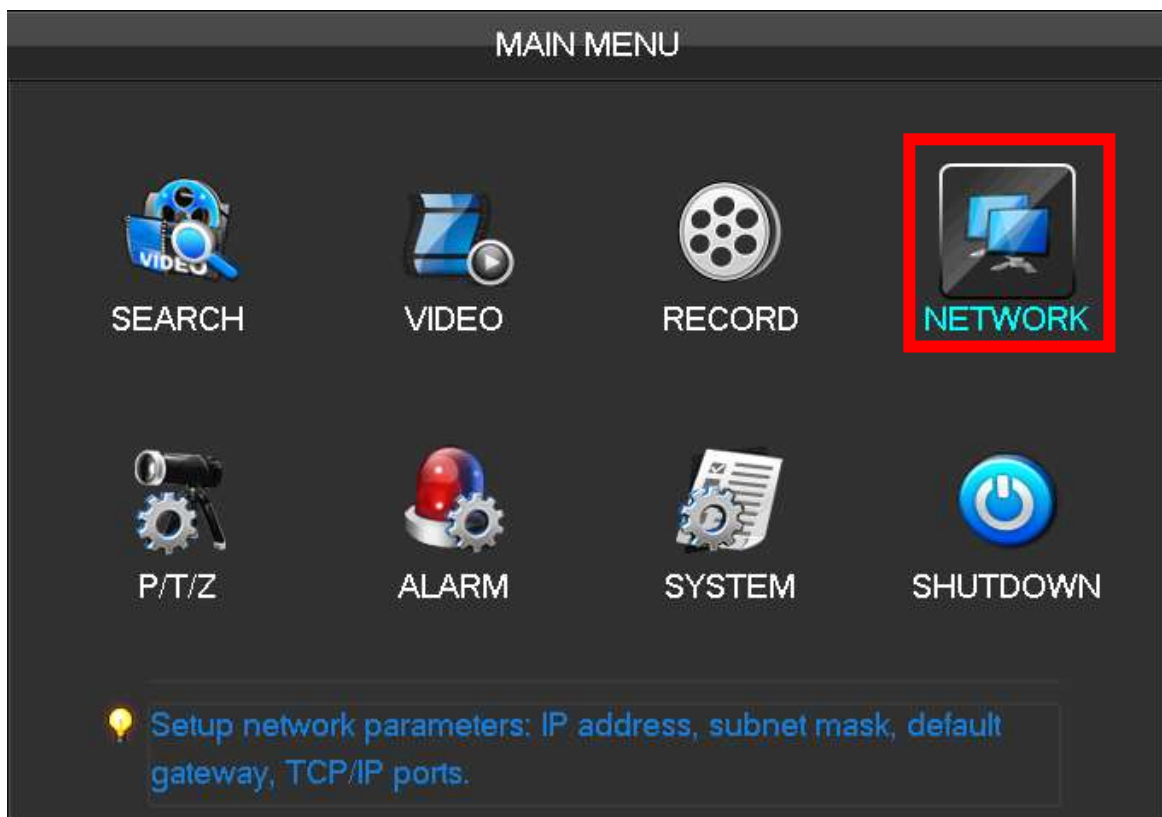 MAIN MENU
VIDEO
SEARCH
VIDEO
RECORD
NETWORK
P/T/Z
ALARM
SYSTEM
SHUTDOWN
Setup network parameters: IP address, subnet mask, default
gateway, TCP/IP ports.